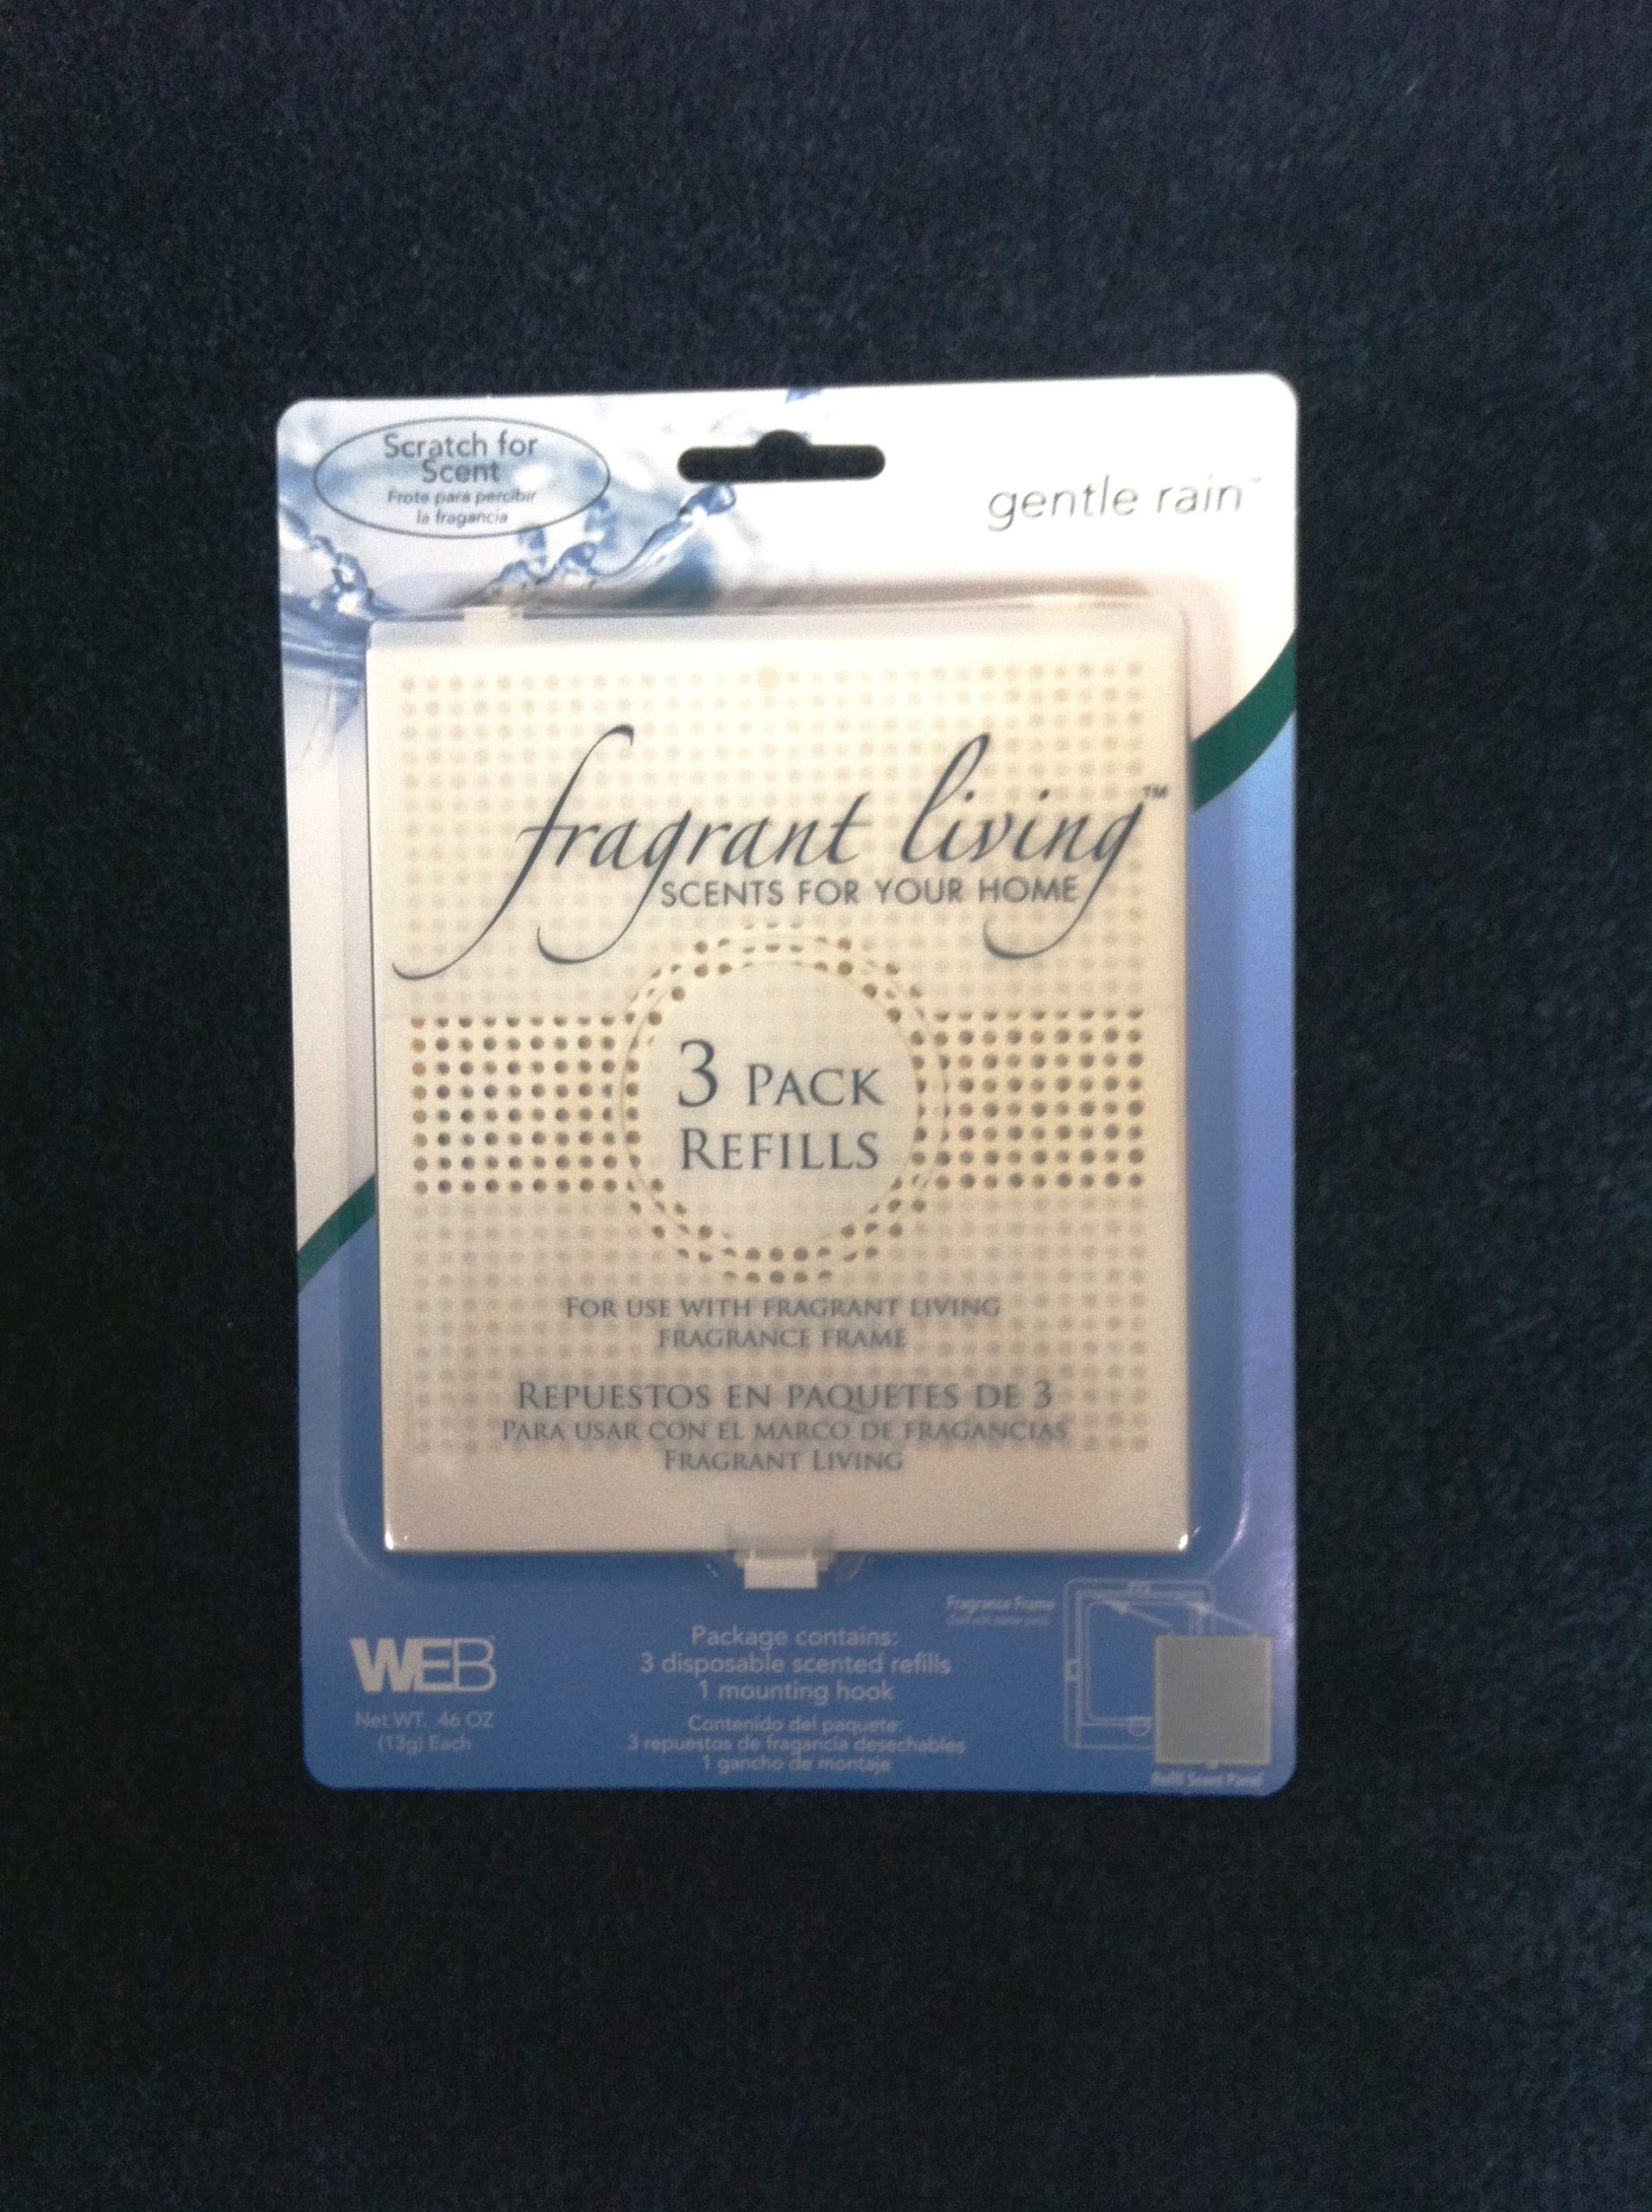 Scratch for
Scent
Frote para percibir
la fragancia
gentle rain™
fragrant living™
SCENTS FOR YOUR HOME
3 PACK
REFILLS
FOR USE WITH FRAGRANT LIVING
FRAGRANCE FRAME
REPUESTOS EN PAQUETES DE 3
PARA USAR CON EL MARCO DE FRAGANCIAS
FRAGRANT LIVING
WEB
Net WT. .46 OZ
(13g) Each
Package contains:
3 disposable scented refills
1 mounting hook
Contenido del paquete:
3 repuestos de fragancia desechables
1 gancho de montaje
Fragrance Frame
Refill Scent Panel